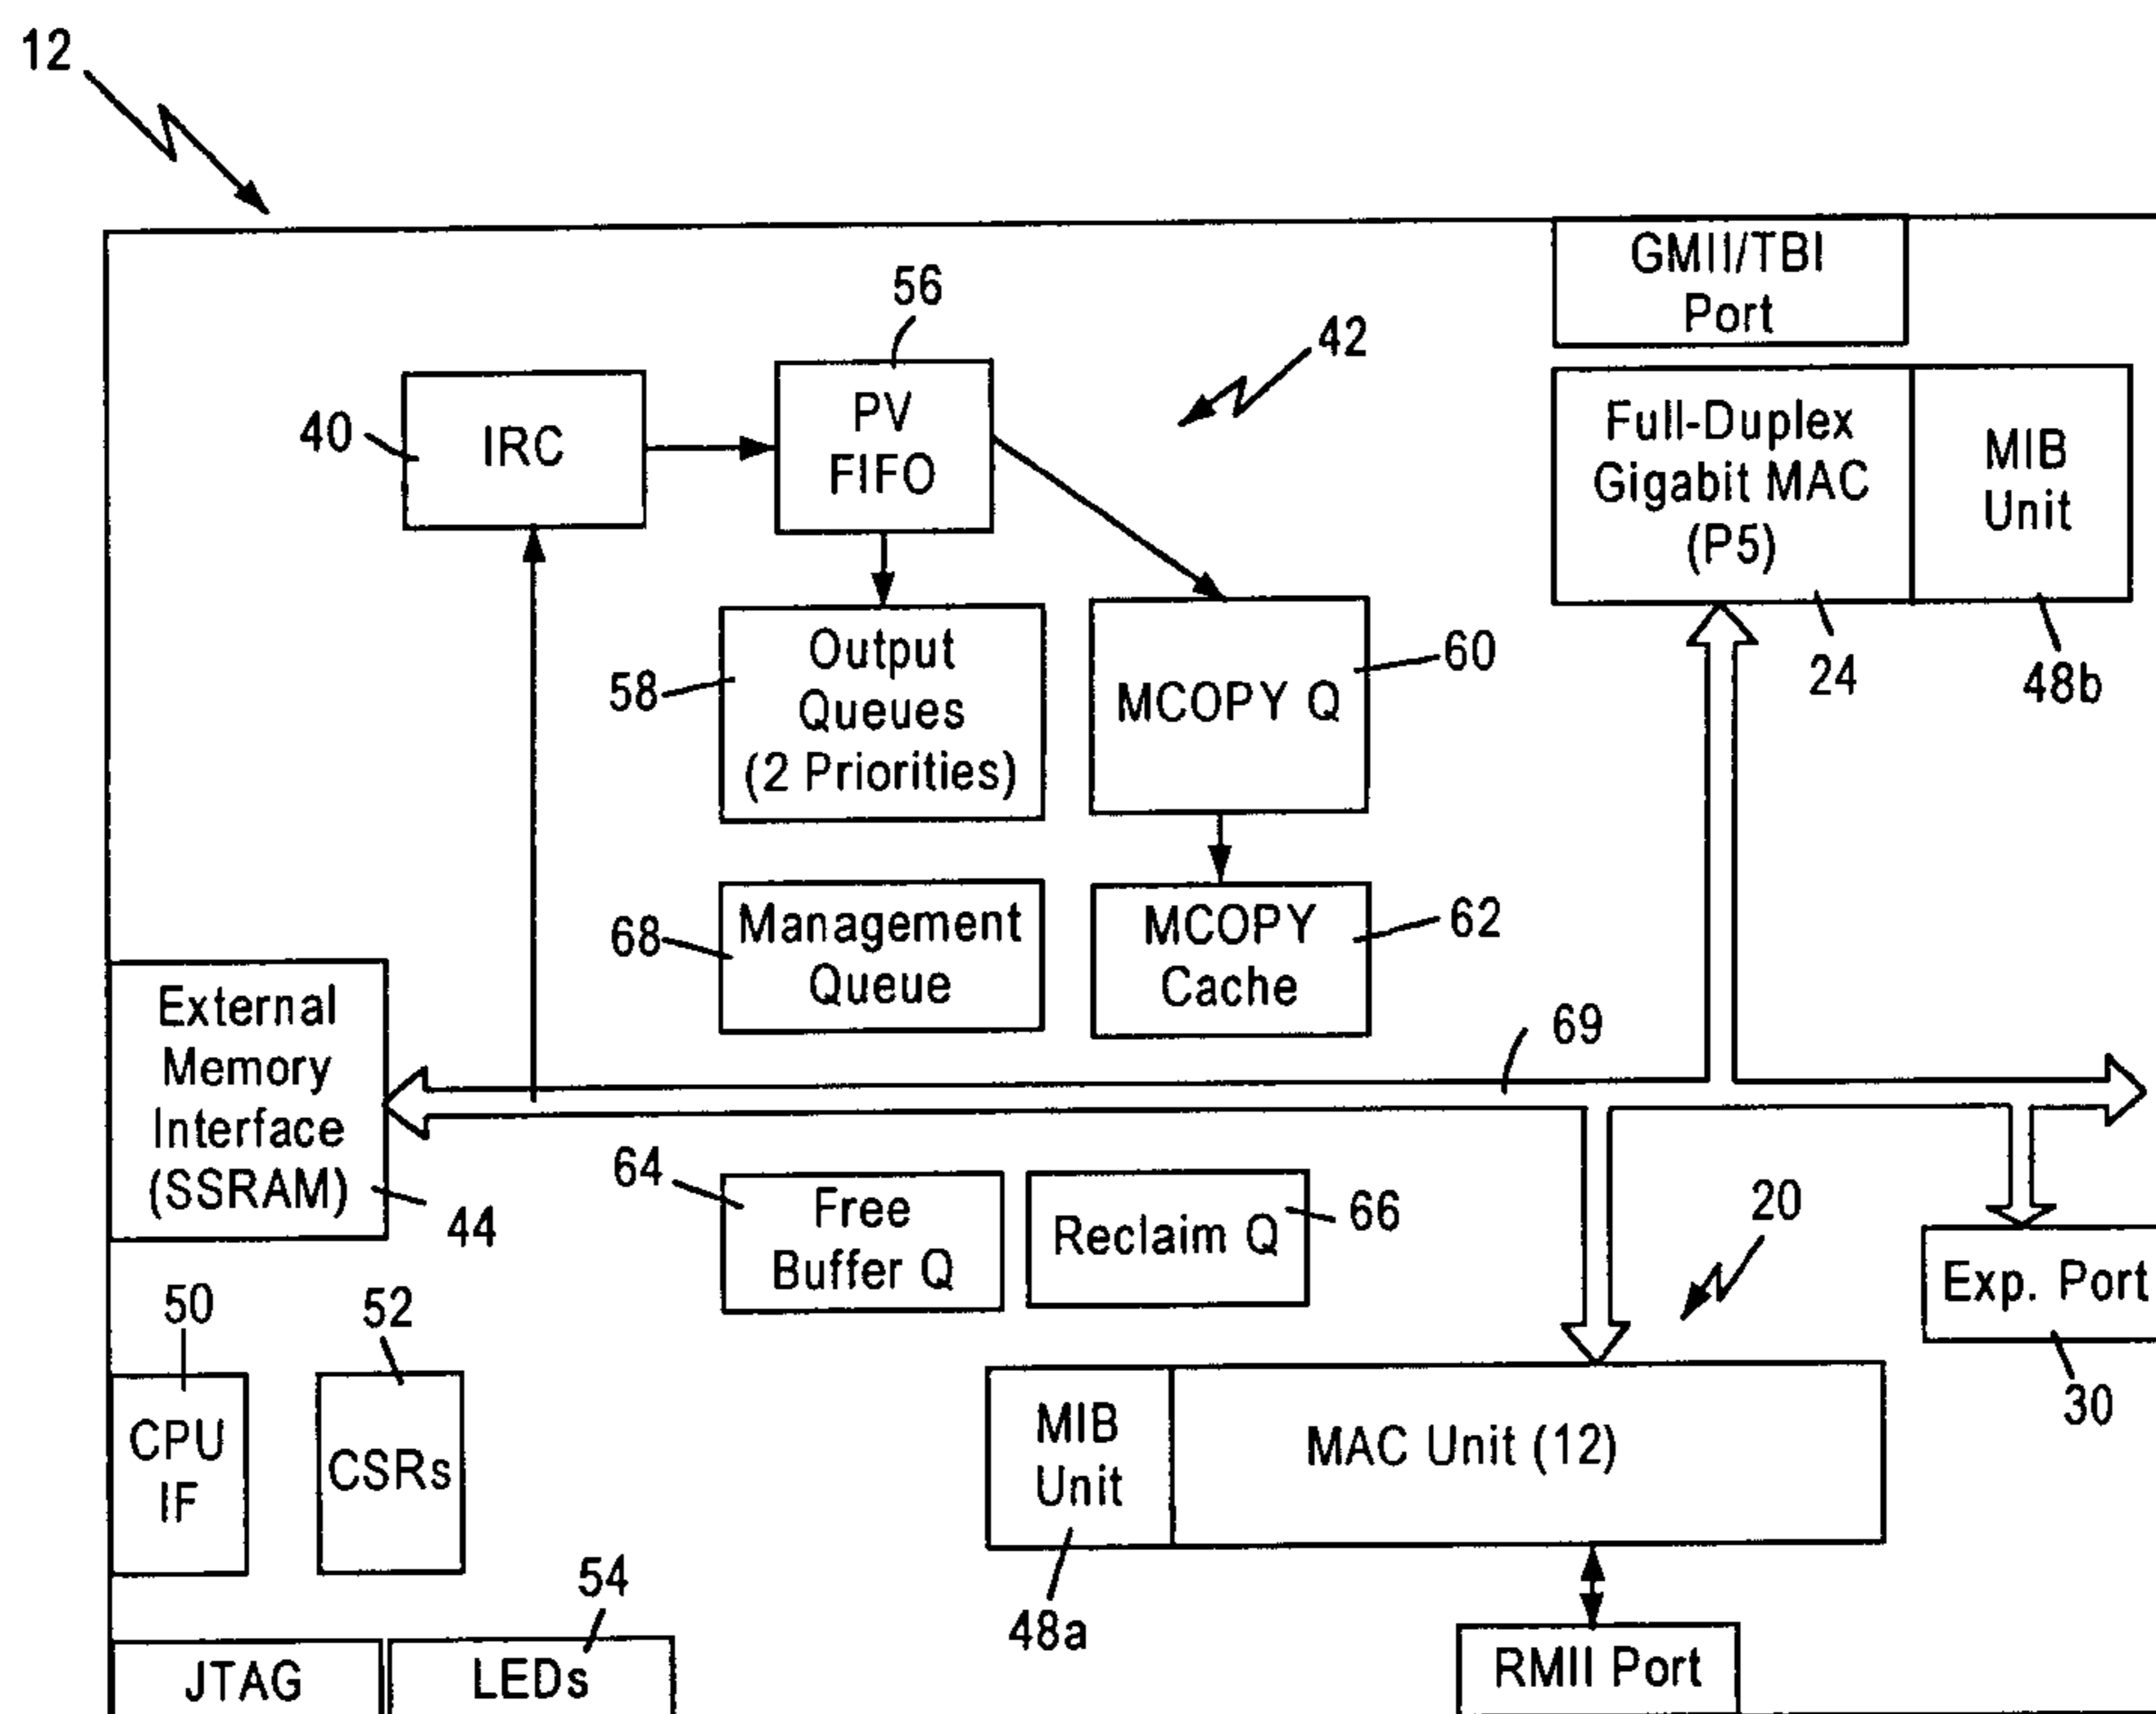 12
GMII/TBI
Port
56
42
40
IRC
PV
FIFO
Full-Duplex
Gigabit MAC
(P5)
MIB
Unit
24
48b
58
Output
Queues
(2 Priorities)
60
MCOPY Q
68
Management
Queue
62
MCOPY
Cache
69
External
Memory
Interface
(SSRAM)
44
64
Free
Buffer Q
66
Reclaim Q
20
Exp. Port
30
50
52
CPU
IF
CSRs
MIB
Unit
MAC Unit (12)
48a
54
JTAG
LEDs
RMII Port